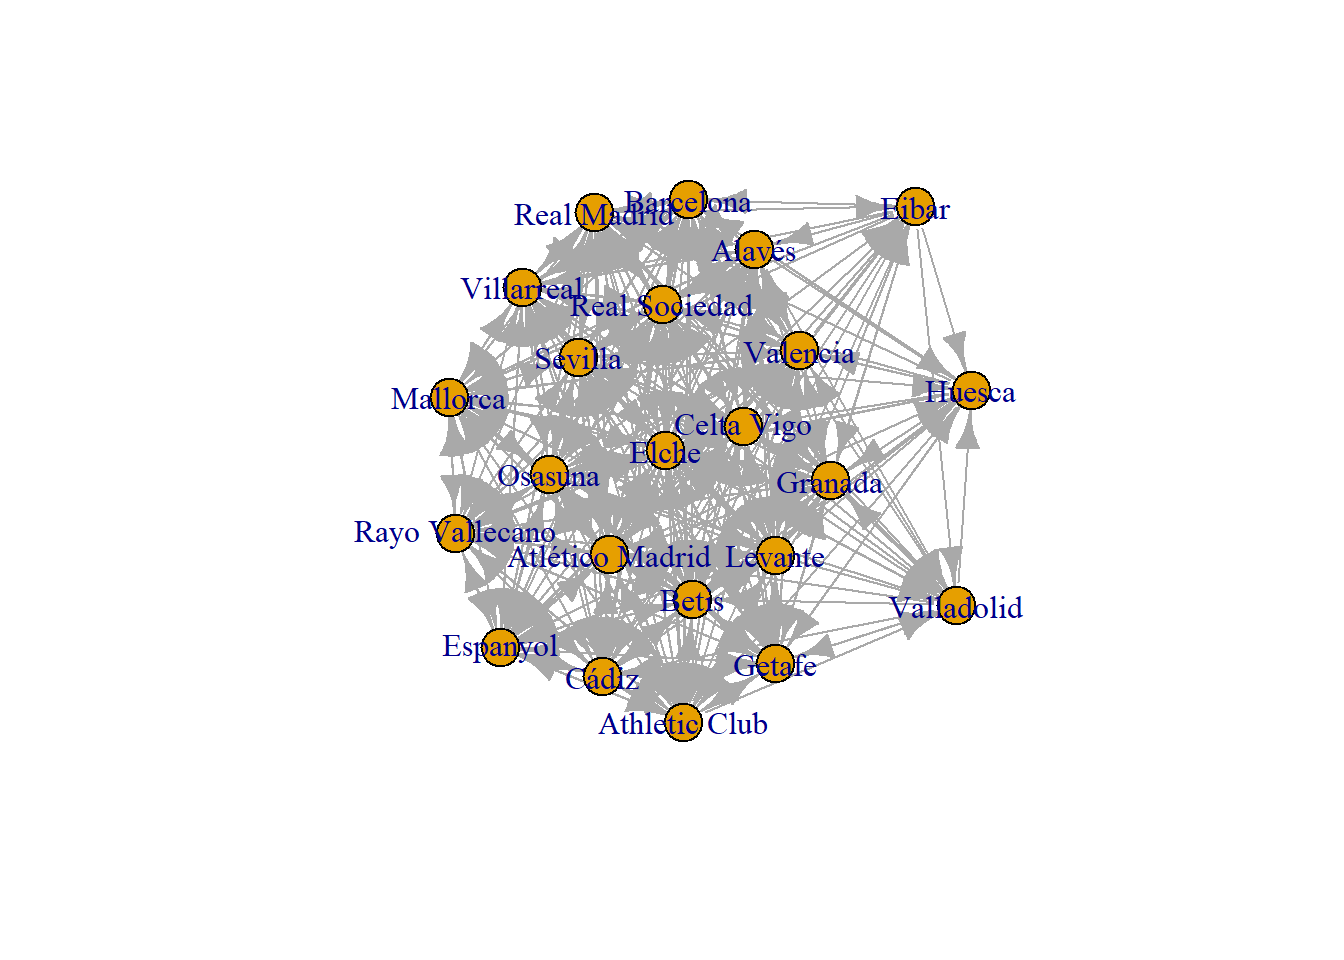 Barcelona
Real Madrid
Eibar
Alavés
Villarreal
Real Sociedad
Sevilla
Valencia
Mallorca
Huesca
Celta Vigo
Elche
Osasuna
Granada
Rayo Vallecano
Atlético Madrid
Levante
Betis
Valladolid
Espanyol
Cádiz
Getafe
Athletic Club